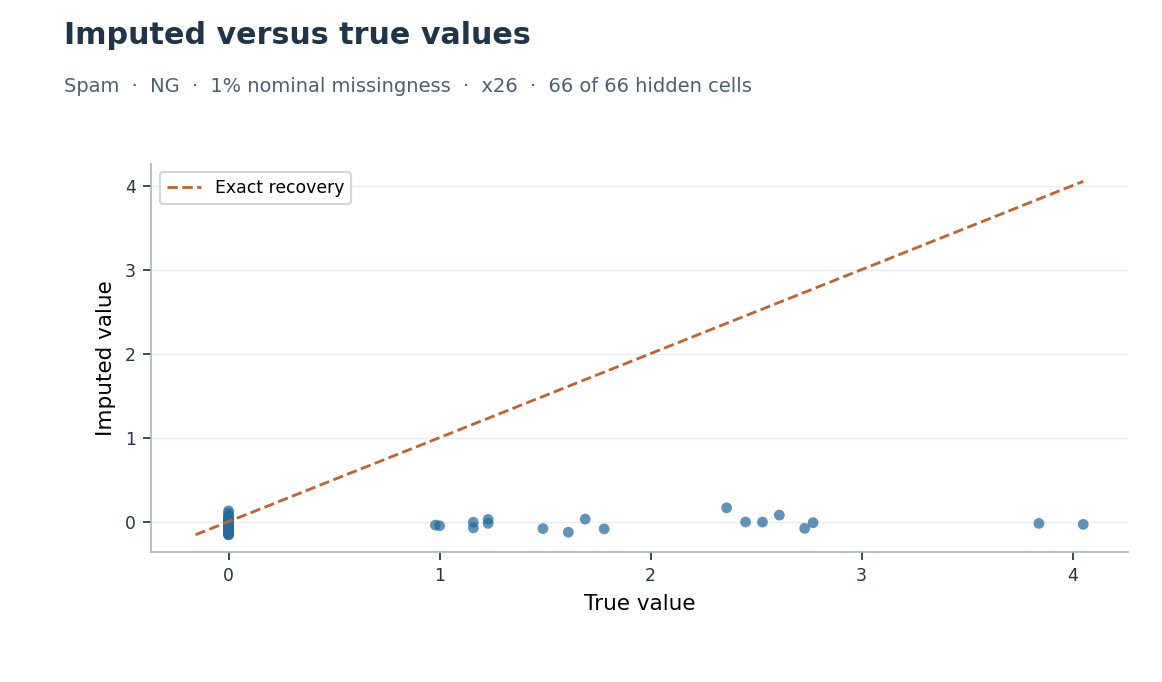 Imputed versus true values
Spam · NG · 1% nominal missingness · x26 · 66 of 66 hidden cells
Exact recovery
4
3
2
1
0
Imputed value
0 1 2 3 4
True value